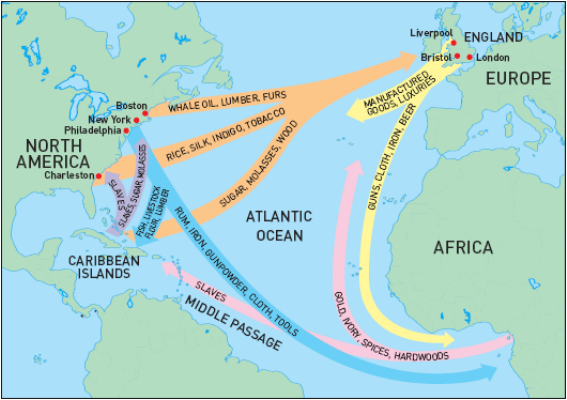 Liverpool
ENGLAND
Bristol
London
EUROPE
MANUFACTURED
GOODS, LUXURIES
Boston
WHALE OIL, LUMBER, FURS
New York
Philadelphia
NORTH
AMERICA
RICE, SILK, INDIGO, TOBACCO
GUNS, CLOTH, IRON, BEER
Charleston
SLAVES
SLAES, SUGAR, MOLASSES
FISH, LIVESTOCK
FLOUR, LUMBER
SUGAR, MOLASSES, WOOD
ATLANTIC
OCEAN
AFRICA
CARIBBEAN
ISLANDS
RUM, IRON, GUNPOWDER, CLOTH, TOOLS
SLAVES
MIDDLE PASSAGE
GOLD, IVORY, SPICES, HARDWOODS